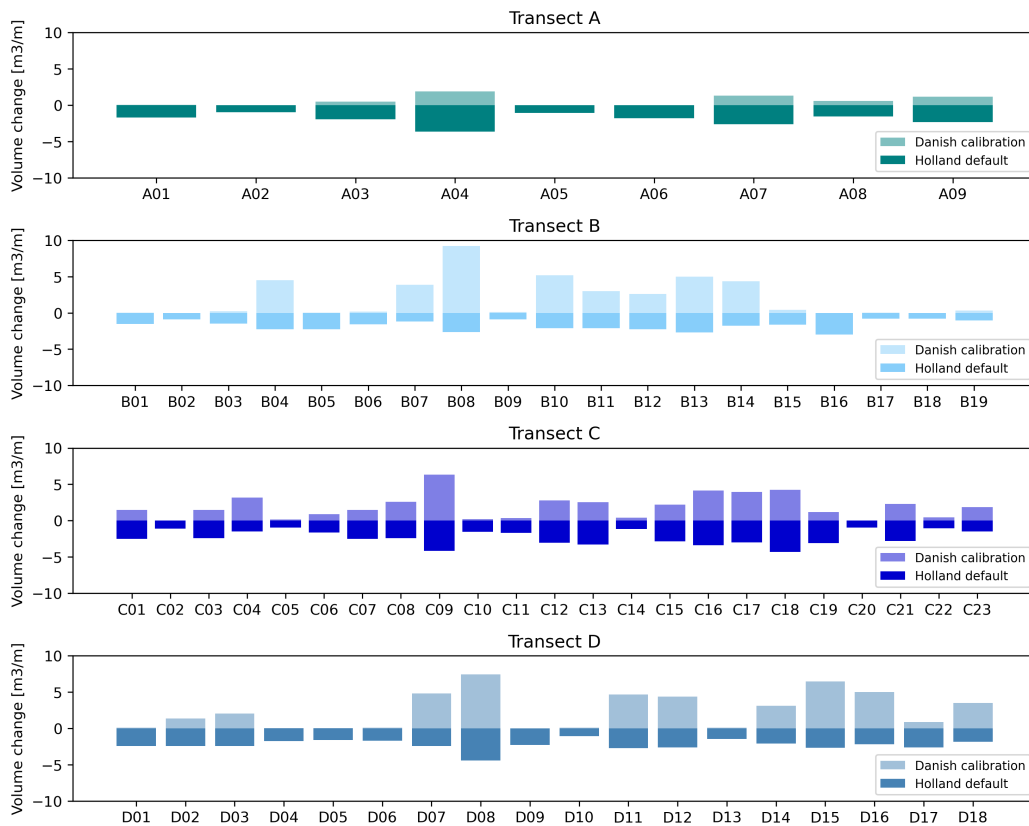 Transect A
Volume change [m3/m]
10
5
0
−5
−10
Danish calibration
Holland default
A01 A02 A03 A04 A05 A06 A07 A08 A09
Transect B
Volume change [m3/m]
10
5
0
−5
−10
Danish calibration
Holland default
B01 B02 B03 B04 B05 B06 B07 B08 B09 B10 B11 B12 B13 B14 B15 B16 B17 B18 B19
Transect C
Volume change [m3/m]
10
5
0
−5
−10
Danish calibration
Holland default
C01 C02 C03 C04 C05 C06 C07 C08 C09 C10 C11 C12 C13 C14 C15 C16 C17 C18 C19 C20 C21 C22 C23
Transect D
Volume change [m3/m]
10
5
0
−5
−10
Danish calibration
Holland default
D01 D02 D03 D04 D05 D06 D07 D08 D09 D10 D11 D12 D13 D14 D15 D16 D17 D18